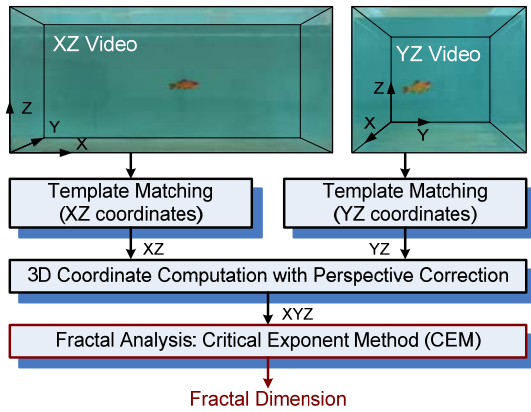 XZ Video
YZ Video
Z
Y
X
Z
X
Y
Template Matching
(XZ coordinates)
Template Matching
(YZ coordinates)
XZ
YZ
3D Coordinate Computation with Perspective Correction
XYZ
Fractal Analysis: Critical Exponent Method (CEM)
Fractal Dimension